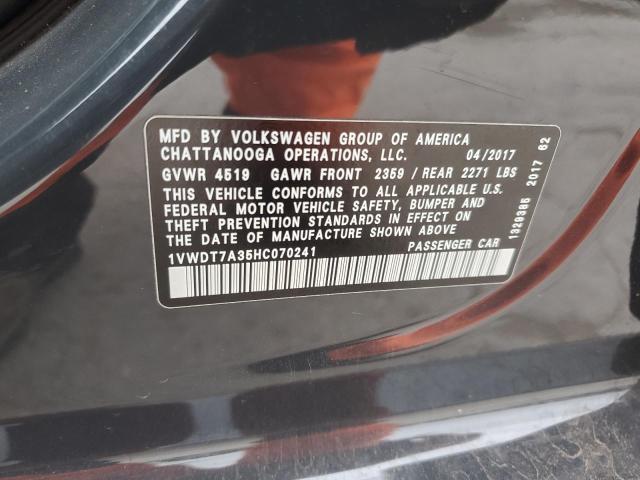 MFD BY VOLKSWAGEN GROUP OF AMERICA
CHATTANOOGA OPERATIONS, LLC. 04/2017
GVWR 4519 GAWR FRONT 2359 / REAR 2271 LBS
THIS VEHICLE CONFORMS TO ALL APPLICABLE U.S.
FEDERAL MOTOR VEHICLE SAFETY, BUMPER AND
THEFT PREVENTION STANDARDS IN EFFECT ON
THE DATE OF MANUFACTURE SHOWN ABOVE
1VWDT7A35HC070241 PASSENGER CAR
1329386 2017 62